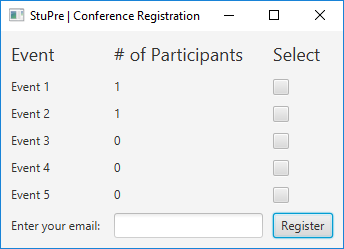 StuPre | Conference Registration
Event # of Participants Select
Event 1 1
Event 2 1
Event 3 0
Event 4 0
Event 5 0
Enter your email: Register